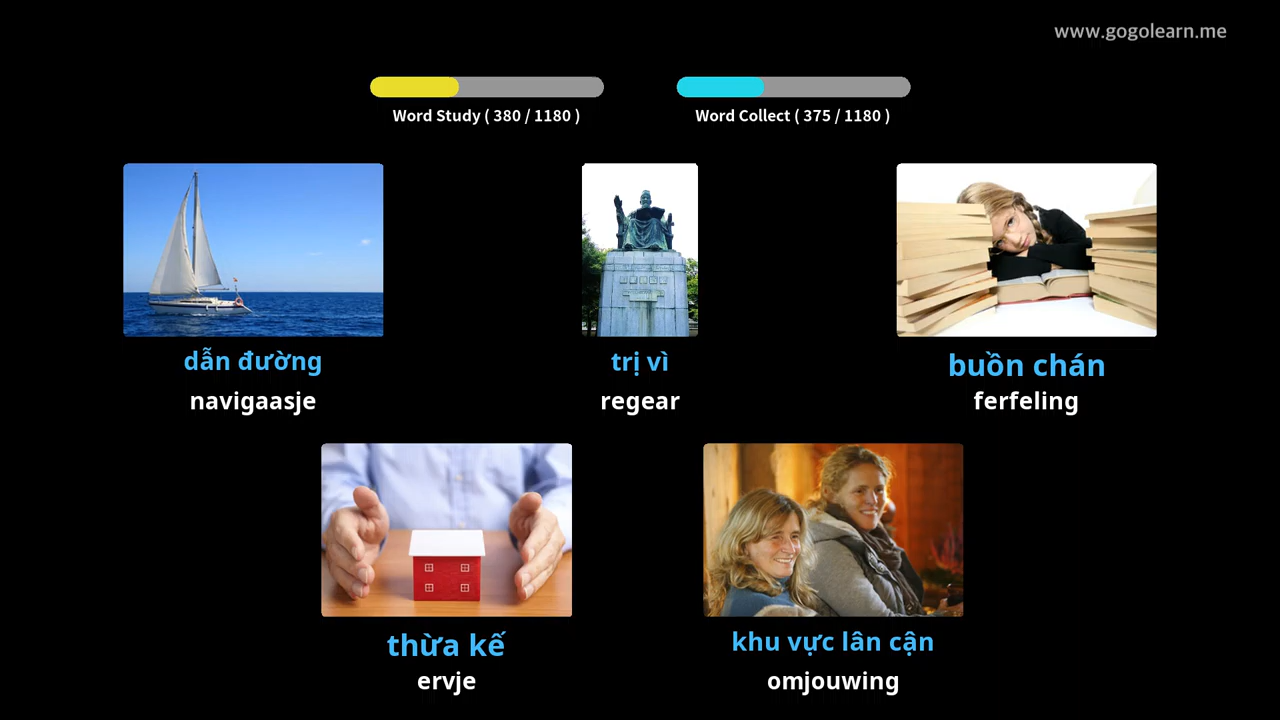 www.gogolearn.me
Word Study ( 380 / 1180 )
Word Collect ( 375 / 1180 )
dẫn đường
navigaasje
trị vì
regear
buồn chán
ferfeling
thừa kế
ervje
khu vực lân cận
omjouwing